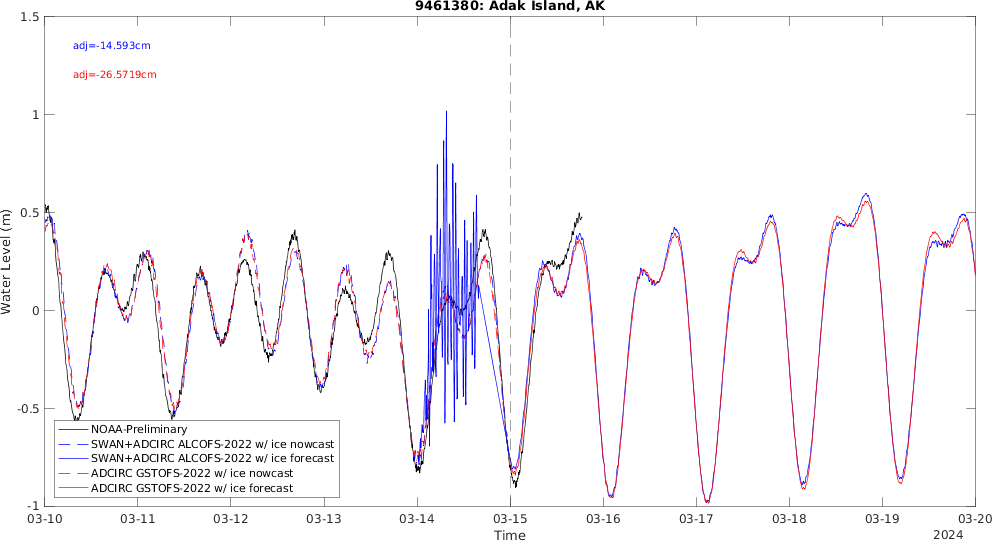 9461380: Adak Island, AK
1.5
adj=-14.593cm
adj=-26.5719cm
1
0.5
0
-0.5
-1
Water Level (m)
NOAA-Preliminary
SWAN+ADCIRC ALCOFS-2022 w/ ice nowcast
SWAN+ADCIRC ALCOFS-2022 w/ ice forecast
ADCIRC GSTOFS-2022 w/ ice nowcast
ADCIRC GSTOFS-2022 w/ ice forecast
03-10 03-11 03-12 03-13 03-14 03-15 03-16 03-17 03-18 03-19 03-20
Time
2024